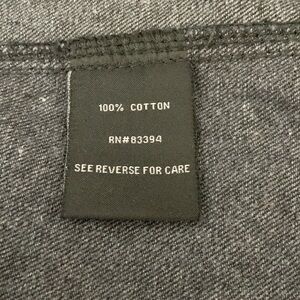 100% COTTON
RN#83394
SEE REVERSE FOR CARE